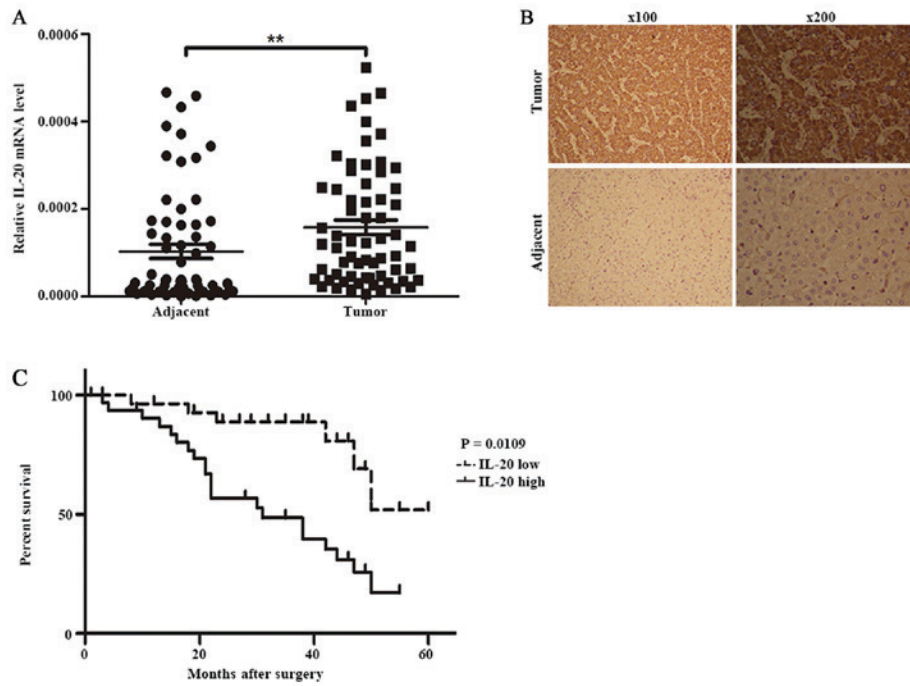 A
Relative IL-20 mRNA level
0.0006
0.0004
0.0002
0.0000
**
Adjacent
Tumor
B
x100
x200
Tumor
Adjacent
C
Percent survival
100
50
0
0
20
40
60
Months after surgery
P = 0.0109
IL-20 low
IL-20 high